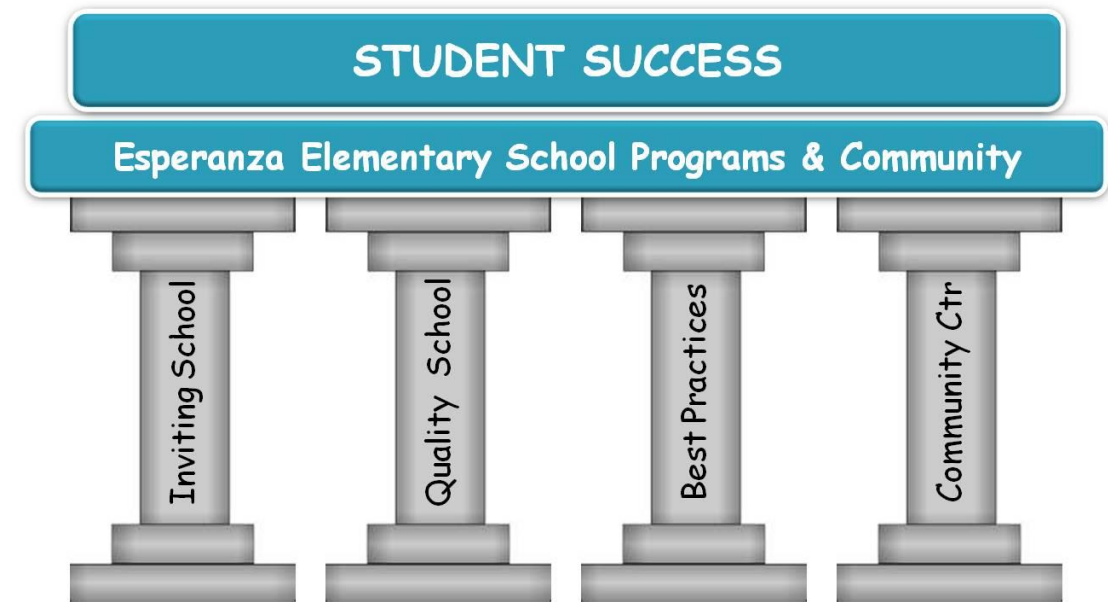 STUDENT SUCCESS
Esperanza Elementary School Programs & Community
Inviting School
Quality School
Best Practices
Community Ctr